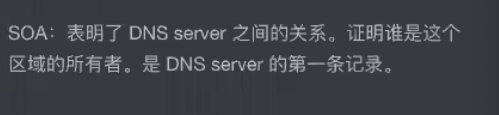 SOA：表明了 DNS server 之间的关系。证明谁是这个
区域的所有者。是 DNS server 的第一条记录。